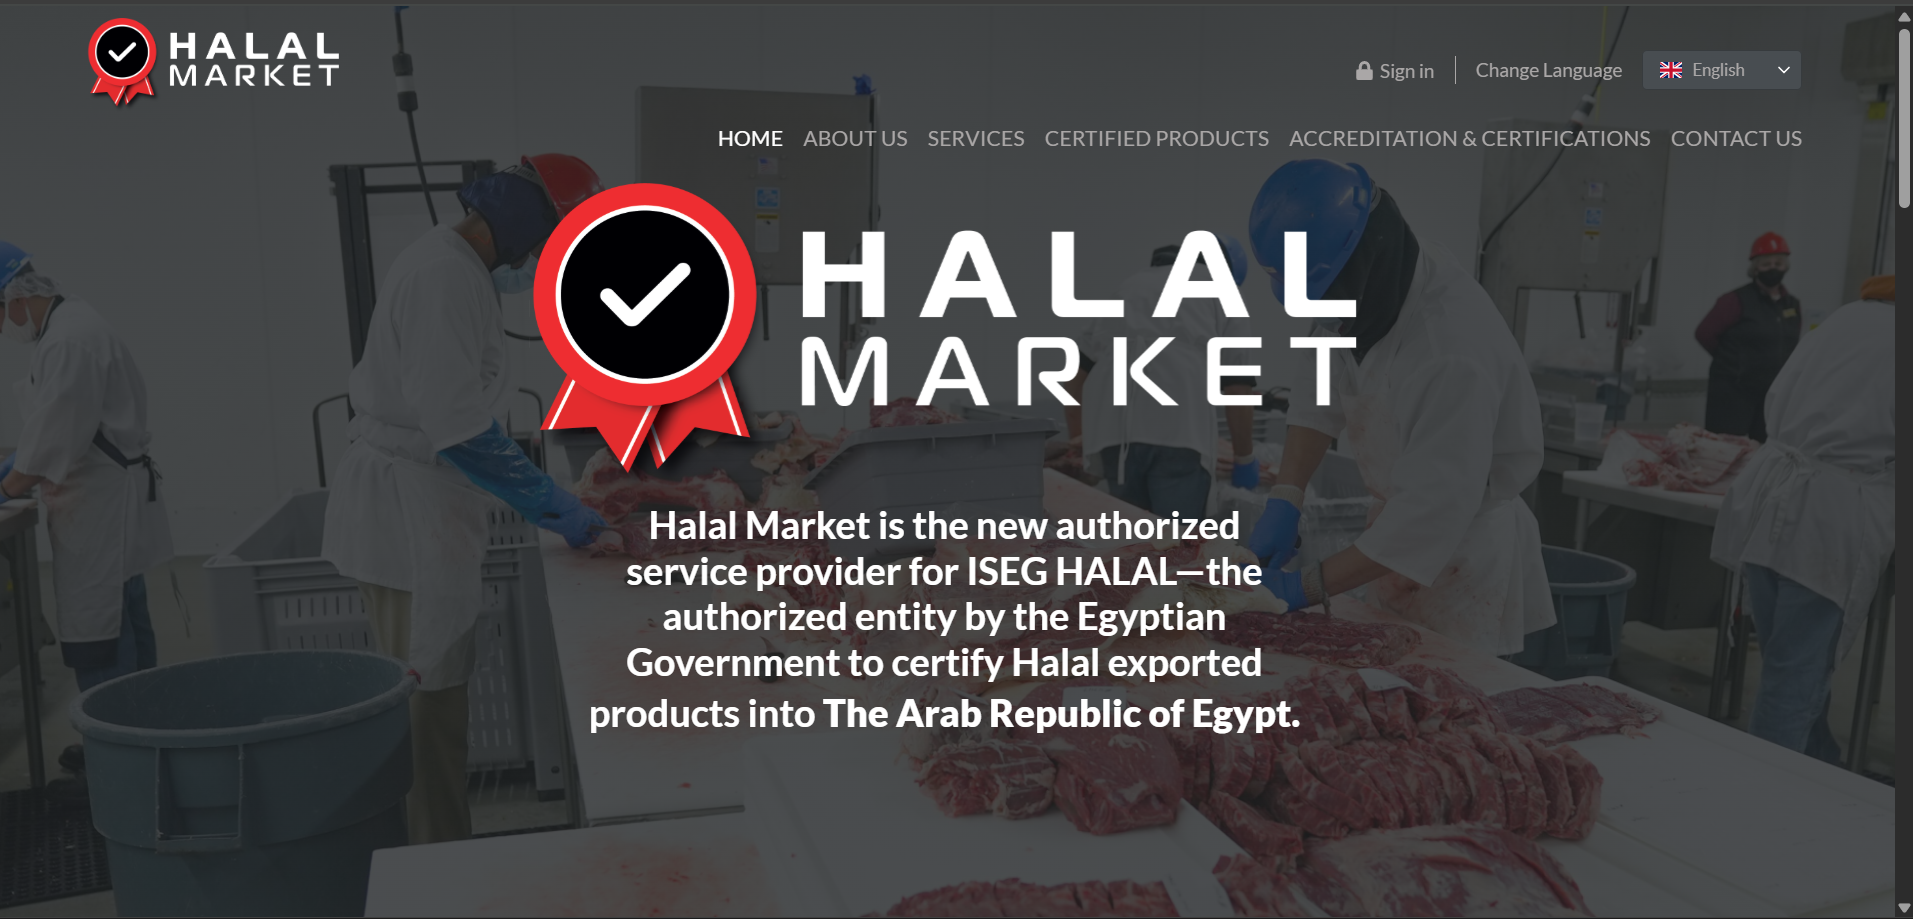 HALAL
MARKET
Sign in
Change Language
English
HOME
ABOUT US
SERVICES
CERTIFIED PRODUCTS
ACCREDITATION & CERTIFICATIONS
CONTACT US
HALAL
MARKET
Halal Market is the new authorized
service provider for ISEG HALAL—the
authorized entity by the Egyptian
Government to certify Halal exported
products into The Arab Republic of Egypt.